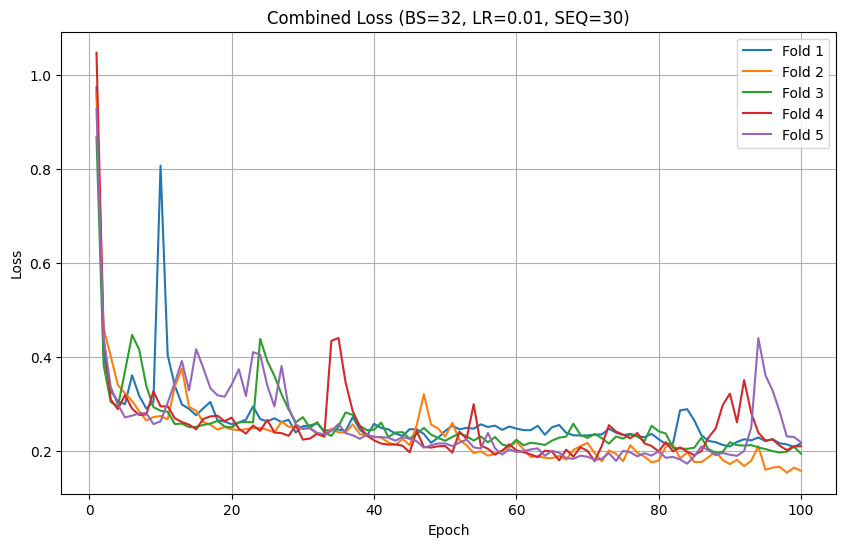 Combined Loss (BS=32, LR=0.01, SEQ=30)
Fold 1
Fold 2
Fold 3
Fold 4
Fold 5
Loss
1.0
0.8
0.6
0.4
0.2
0 20 40 60 80 100
Epoch